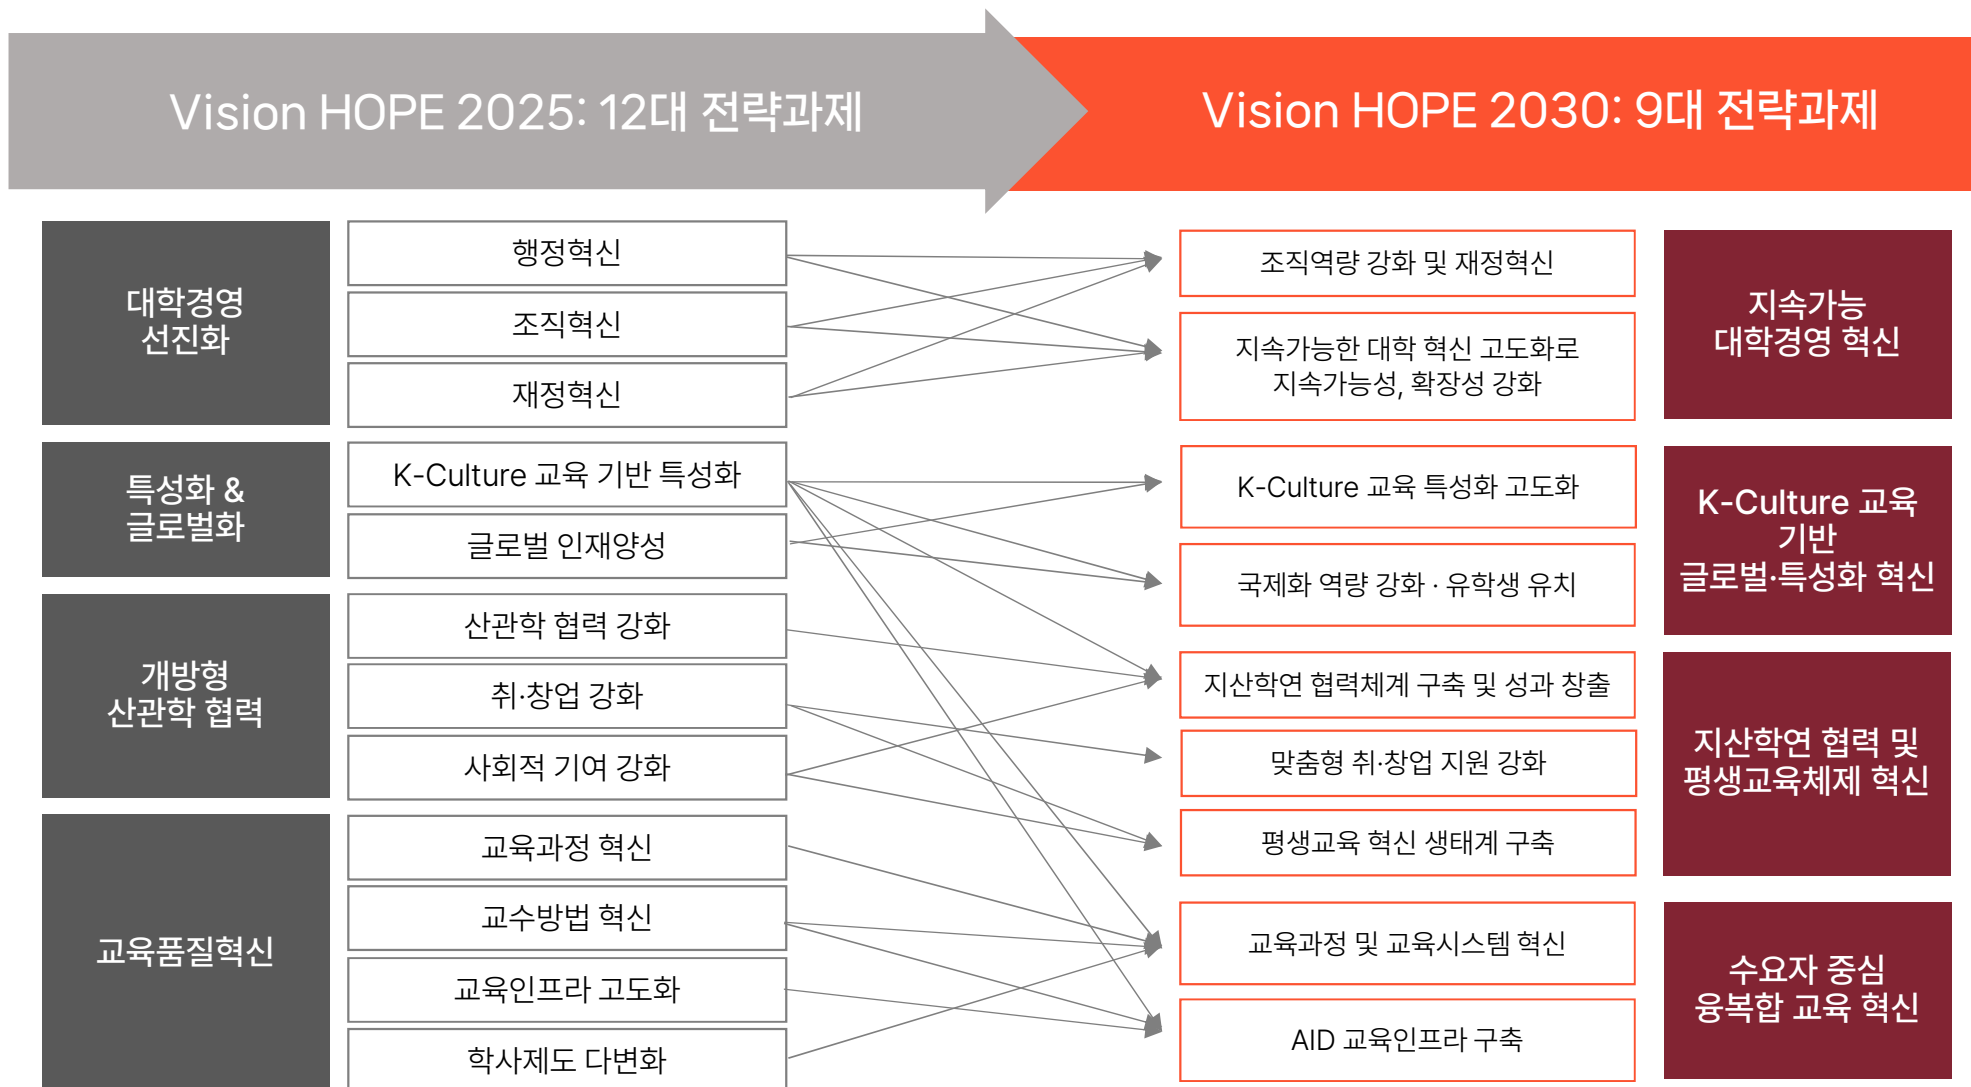 Vision HOPE 2025: 12대 전략과제
Vision HOPE 2030: 9대 전략과제
대학경영
선진화
행정혁신
조직혁신
재정혁신
특성화 &
글로벌화
K-Culture 교육 기반 특성화
글로벌 인재양성
개방형
산관학 협력
산관학 협력 강화
취·창업 강화
사회적 기여 강화
교육품질혁신
교육과정 혁신
교수방법 혁신
교육인프라 고도화
학사제도 다변화
조직역량 강화 및 재정혁신
지속가능한 대학 혁신 고도화로
지속가능성, 확장성 강화
지속가능
대학경영 혁신
K-Culture 교육 특성화 고도화
국제화 역량 강화 · 유학생 유치
K-Culture 교육
기반
글로벌·특성화 혁신
지산학연 협력체계 구축 및 성과 창출
맞춤형 취·창업 지원 강화
평생교육 혁신 생태계 구축
지산학연 협력 및
평생교육체제 혁신
교육과정 및 교육시스템 혁신
AID 교육인프라 구축
수요자 중심
융복합 교육 혁신